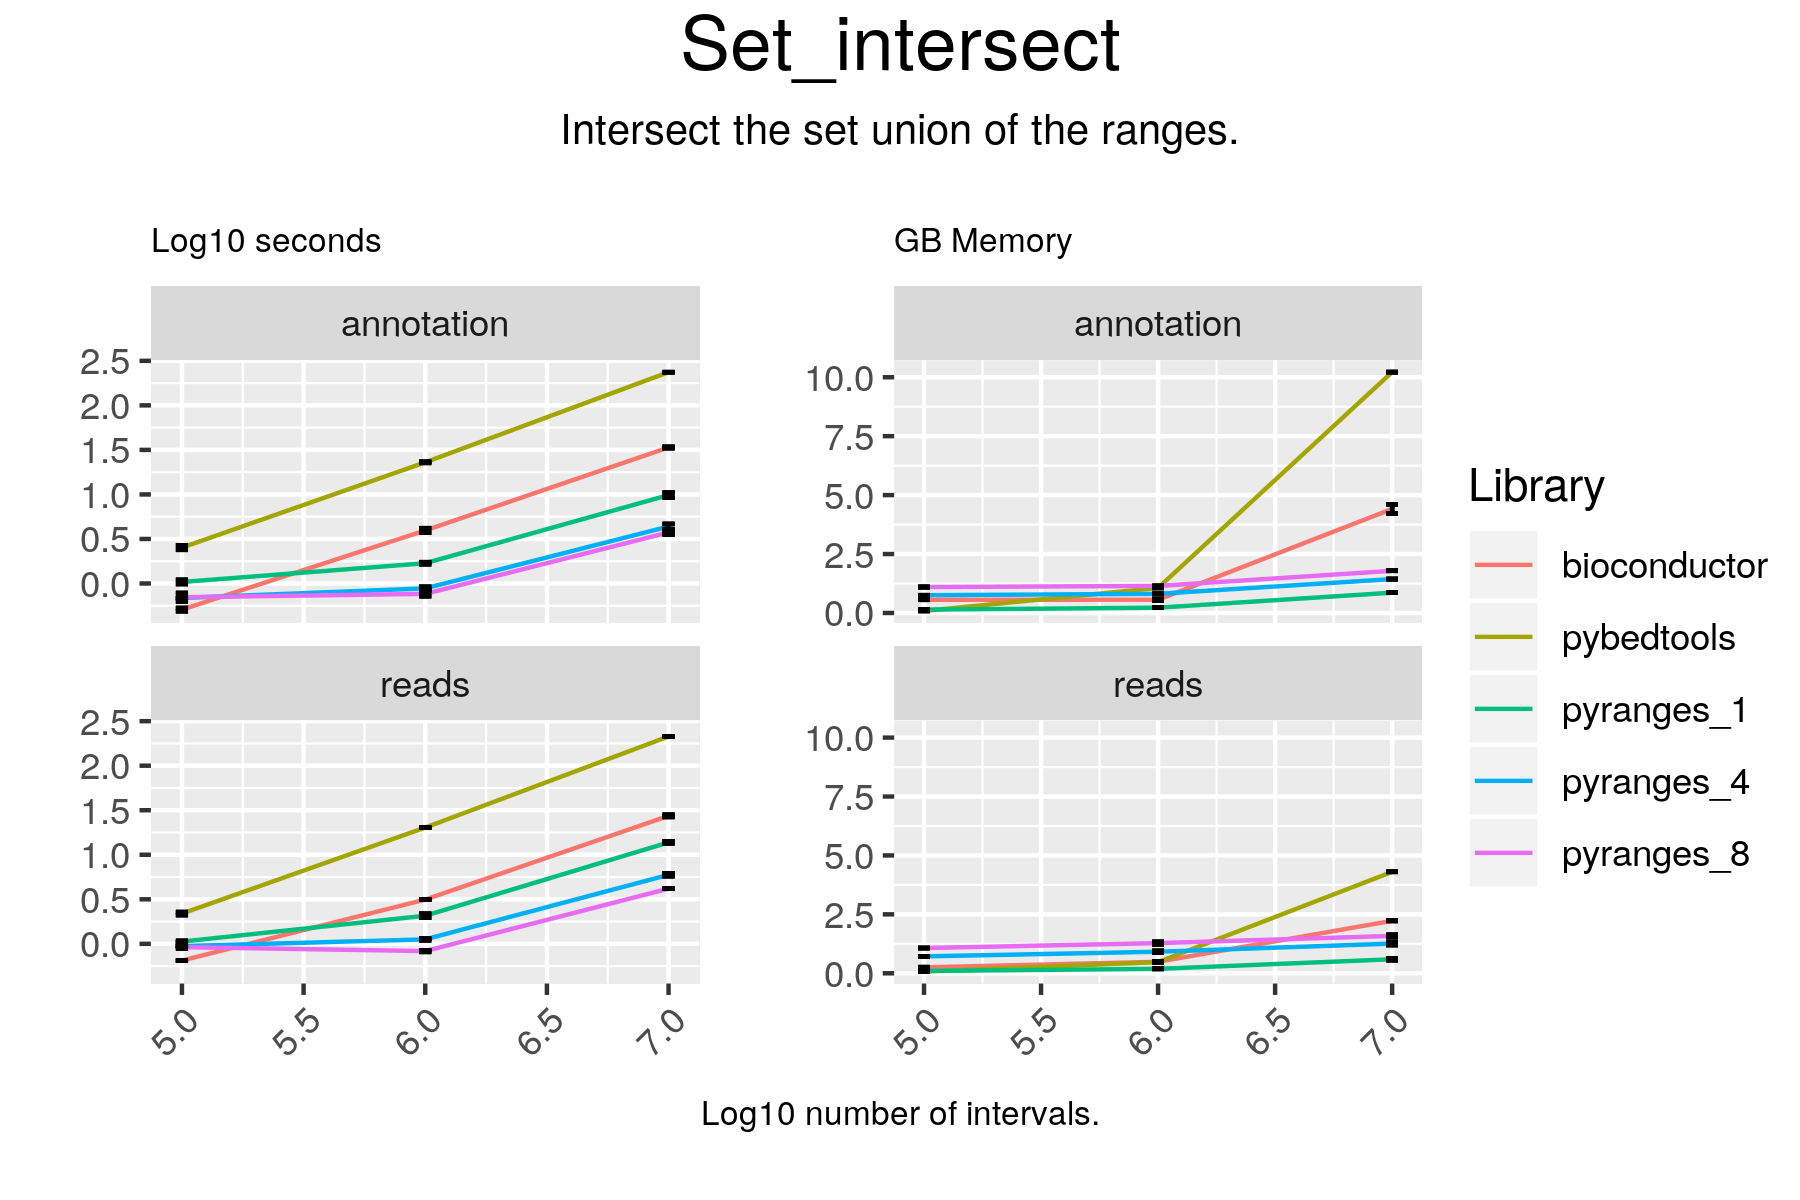 Set_intersect
Intersect the set union of the ranges.
Log10 seconds
GB Memory
annotation
annotation
2.5
2.0
1.5
1.0
0.5
0.0
10.0
7.5
5.0
2.5
0.0
reads
reads
2.5
2.0
1.5
1.0
0.5
0.0
10.0
7.5
5.0
2.5
0.0
5.0 5.5 6.0 6.5 7.0
5.0 5.5 6.0 6.5 7.0
Log10 number of intervals.
Library
bioconductor
pybedtools
pyranges_1
pyranges_4
pyranges_8